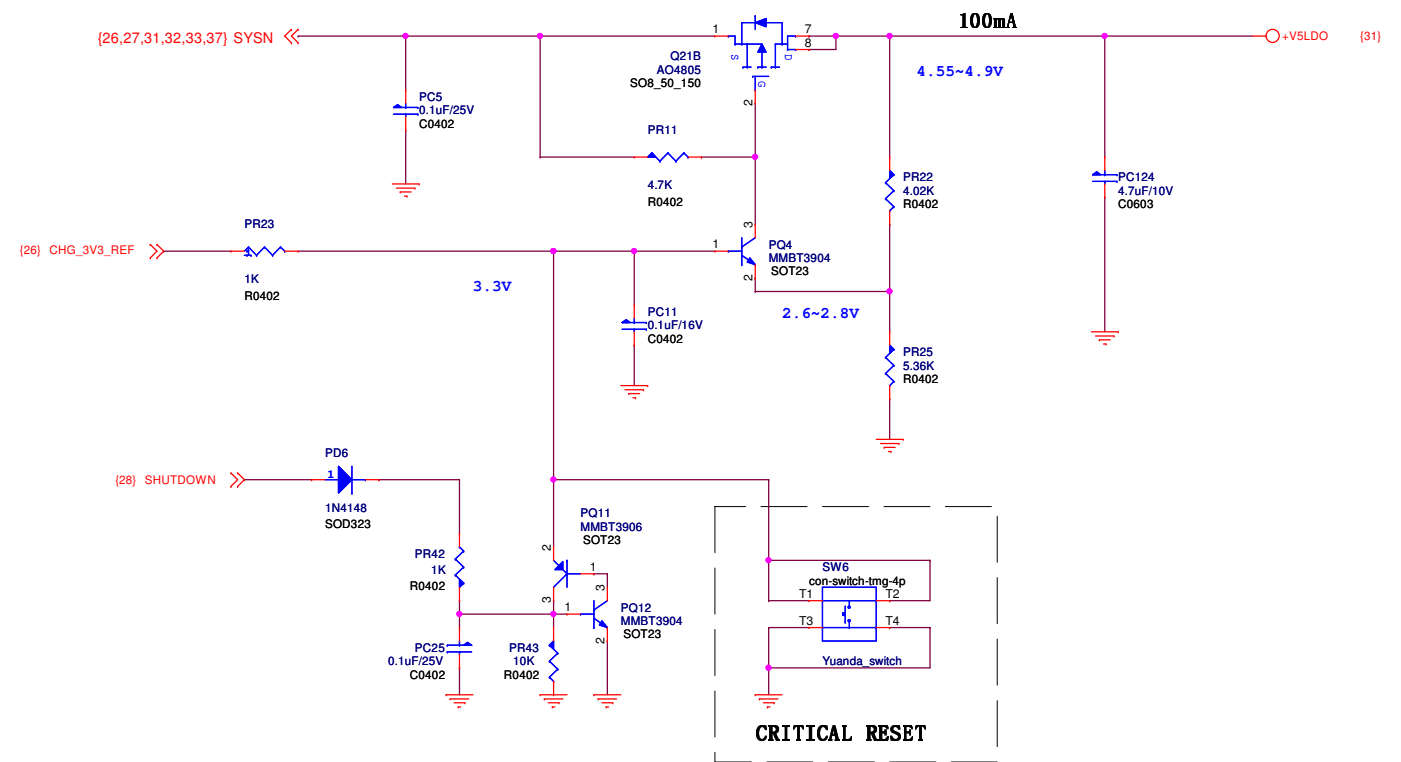 100mA
{26,27,31,32,33,37} SYSN
1
7
8
+V5LDO {31}
S
D
G
Q21B
AO4805
SO8_50_150
4.55~4.9V
PC5
0.1uF/25V
C0402
2
PR11
4.7K
R0402
PR22
4.02K
R0402
PC124
4.7uF/10V
C0603
PR23
{26} CHG_3V3_REF
1
1K
R0402
3
1
2
PQ4
MMBT3904
SOT23
3.3V
2.6~2.8V
PC11
0.1uF/16V
C0402
PR25
5.36K
R0402
PD6
{28} SHUTDOWN
1
1N4148
SOD323
PQ11
MMBT3906
SOT23
2
1
3
PR42
1K
R0402
3
1
2
PQ12
MMBT3904
SOT23
PC25
0.1uF/25V
C0402
PR43
10K
R0402
SW6
con-switch-tmg-4p
T1
T2
T3
T4
Yuanda_switch
CRITICAL RESET